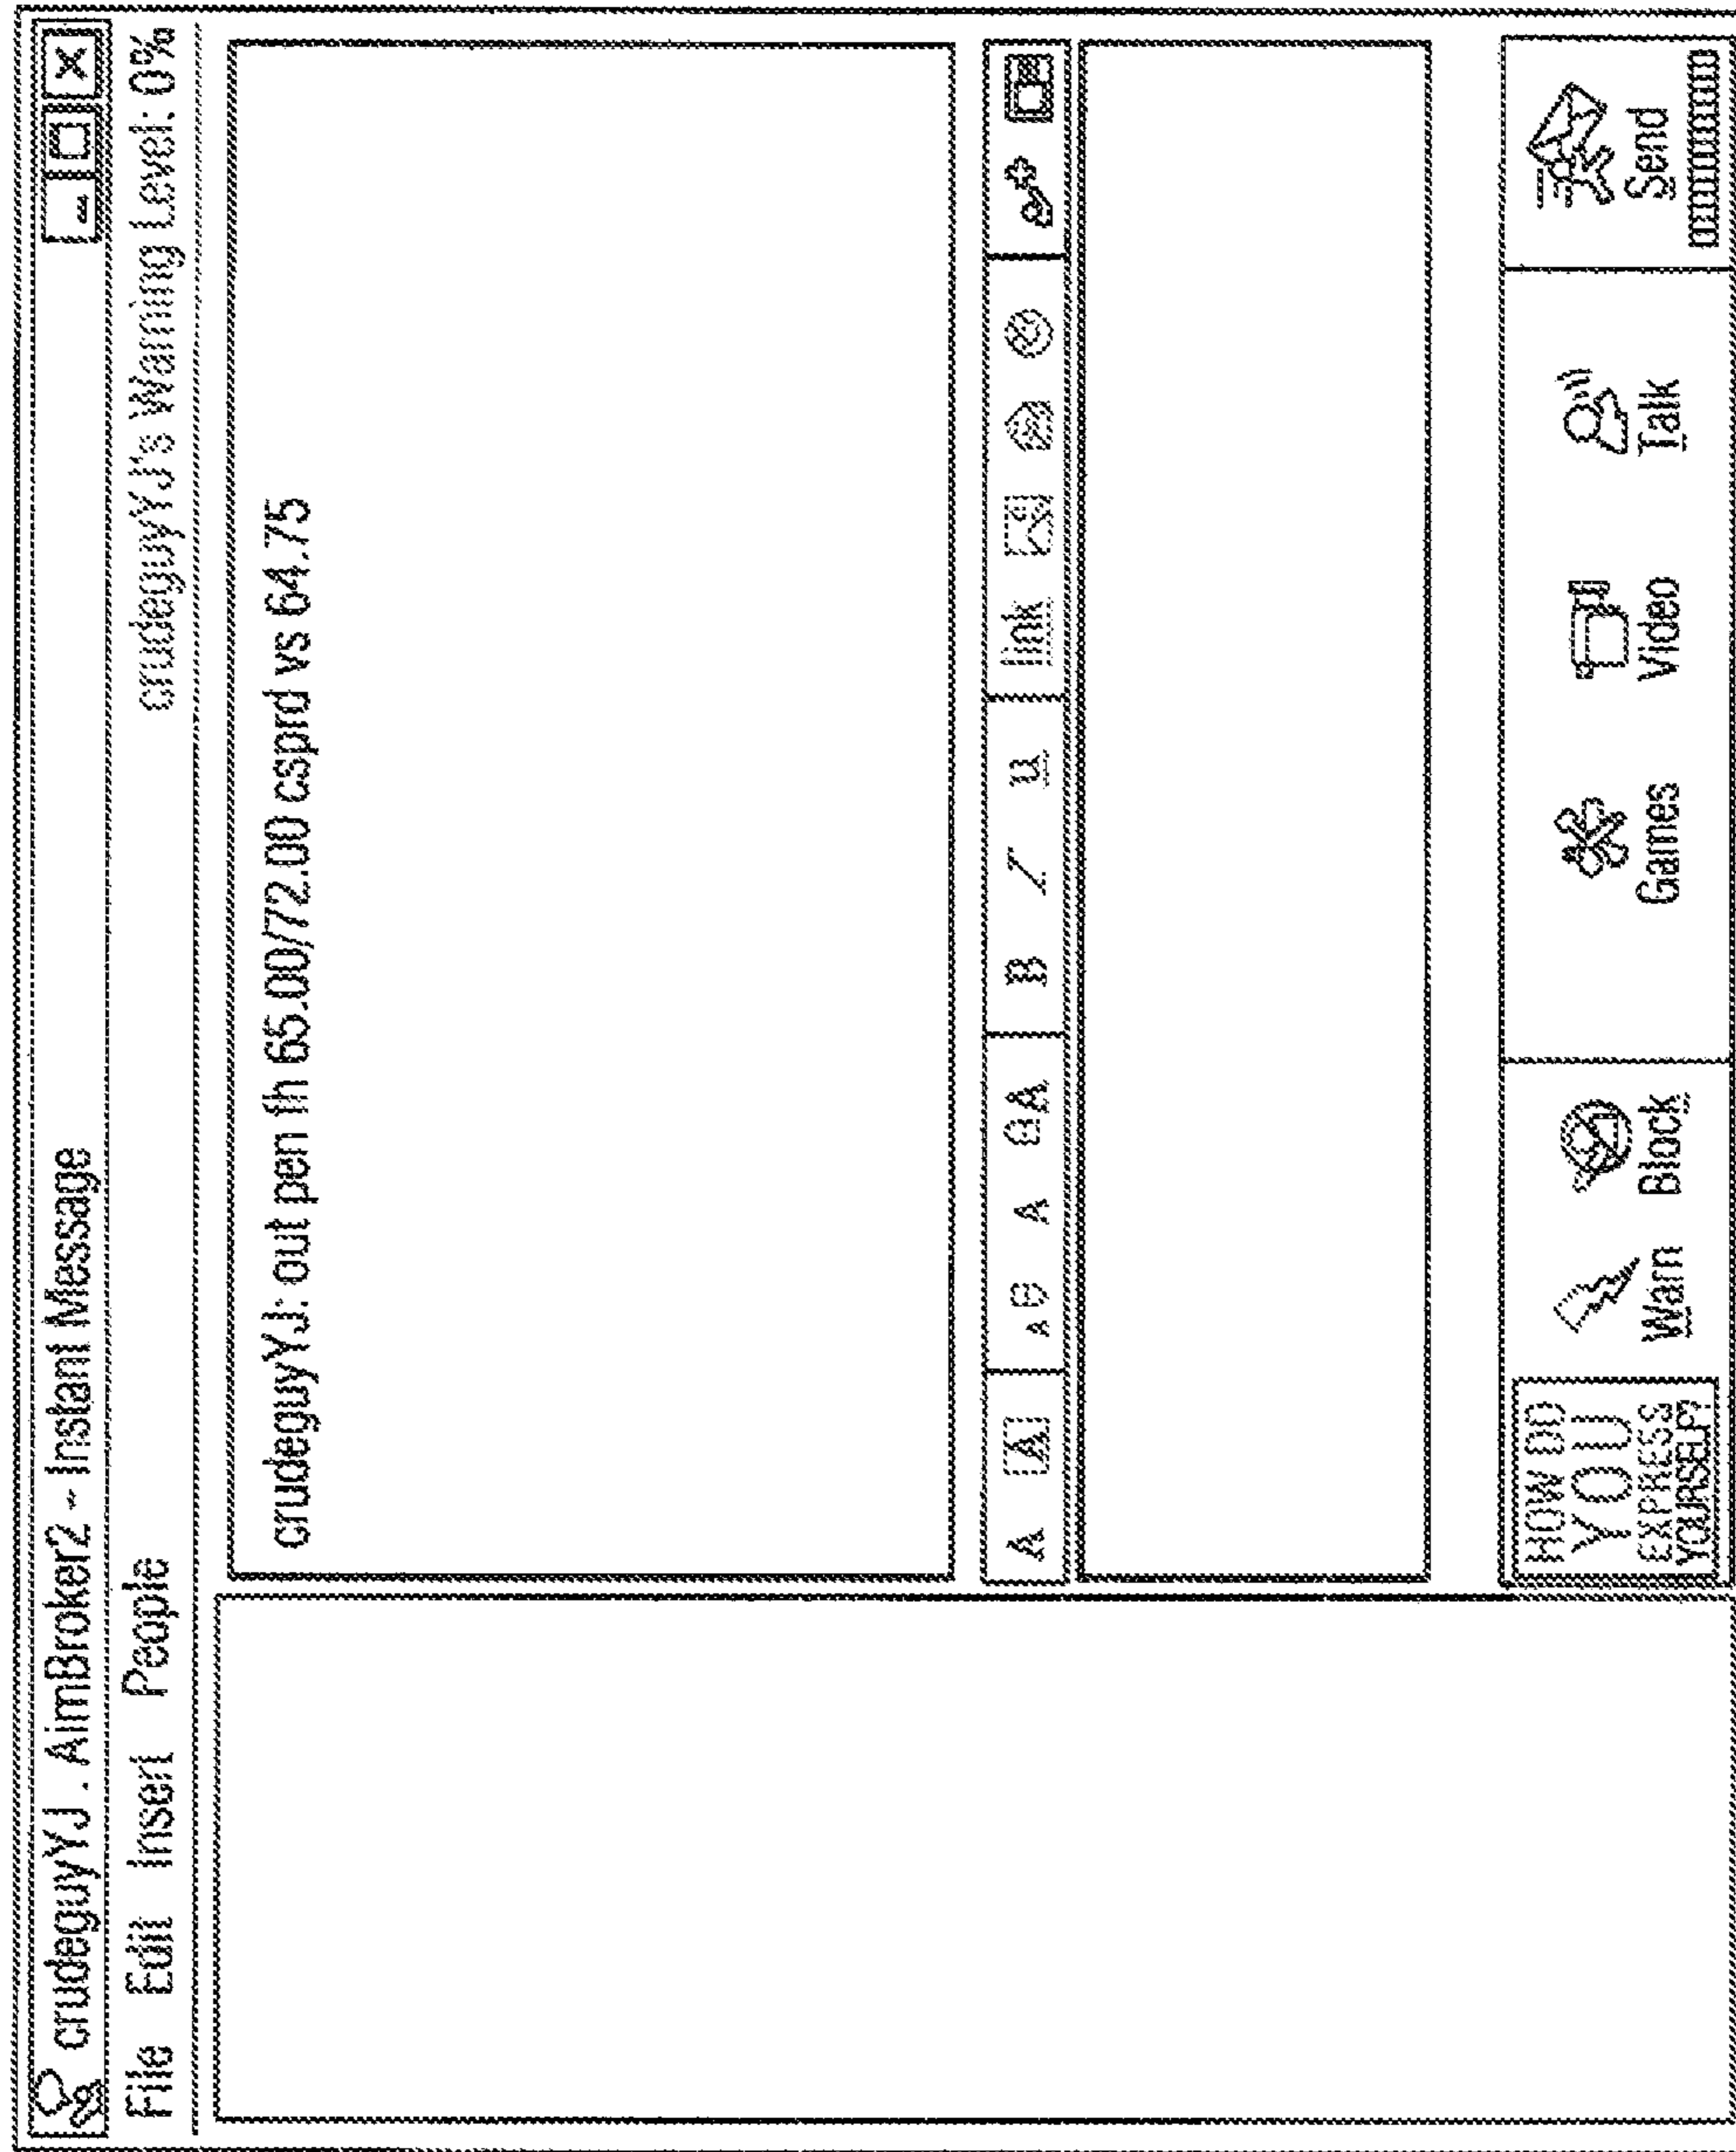 crudeguyYJ . AimBroker2 - Instant Message
File Edit Insert People
crudeguyYJ's Warning Level: 0%
crudeguyYJ: out pen fh 65.00/72.00 csprd vs 64.75
A A A A A B I u link
HOW DO
YOU
EXPRESS
YOURSELF?
Warn
Block
Games
Video
Talk
Send